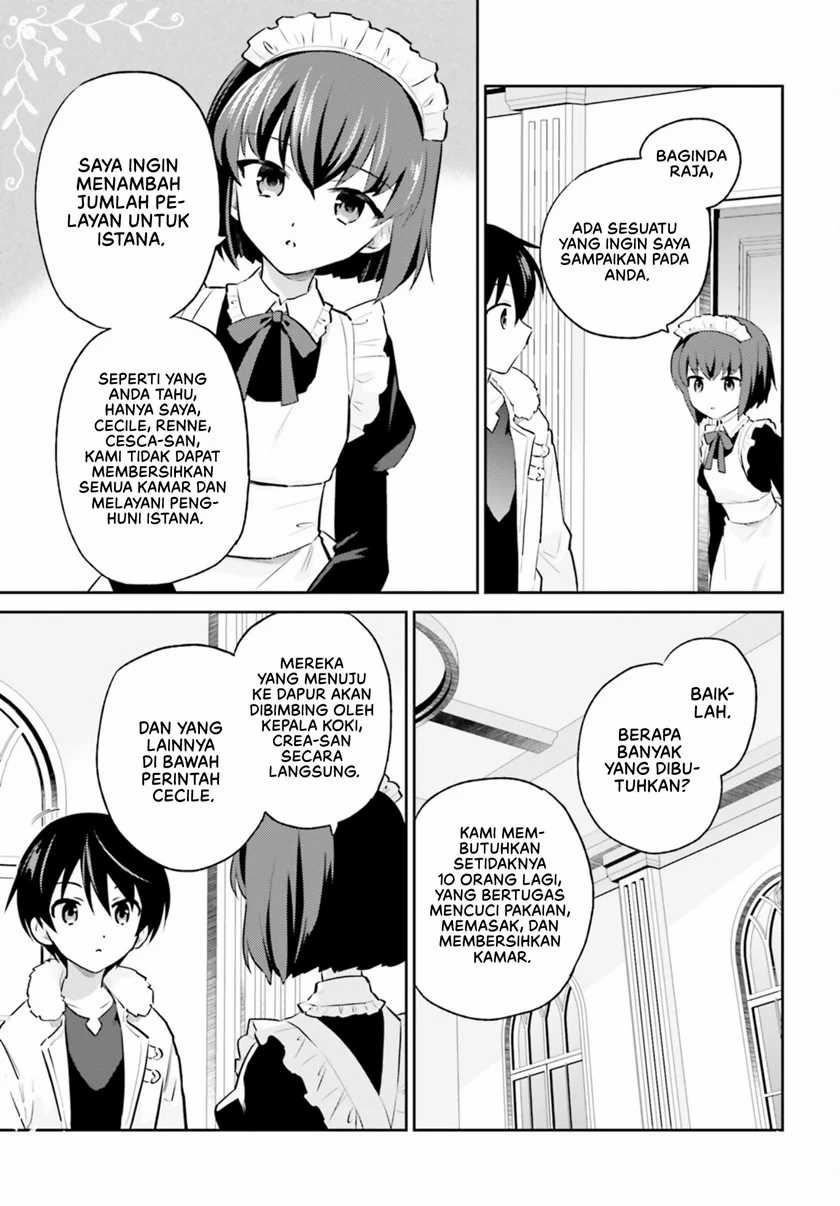 BAGINDA
RAJA,
ADA SESUATU
YANG INGIN SAYA
SAMPAIKAN PADA
ANDA.
SAYA INGIN
MENAMBAH
JUMLAH PE-
LAYAN UNTUK
ISTANA.
SEPERTI YANG
ANDA TAHU,
HANYA SAYA,
CECILE, RENNE,
CESCA-SAN,
KAMI TIDAK DAPAT
MEMBERSIHKAN
SEMUA KAMAR DAN
MELAYANI PENG-
HUNI ISTANA.
BAIK-
LAH.
BERAPA
BANYAK
YANG DIBU-
TUHKAN?
KAMI MEM-
BUTUHKAN
SETIDAKNYA
10 ORANG LAGI,
YANG BERTUGAS
MENCUCI PAKAIAN,
MEMASAK, DAN
MEMBERSIHKAN
KAMAR.
MEREKA
YANG MENUJU
KE DAPUR AKAN
DIBIMBING OLEH
KEPALA KOKI,
CREA-SAN
SECARA
LANGSUNG.
DAN YANG
LAINNYA
DI BAWAH
PERINTAH
CECILE.